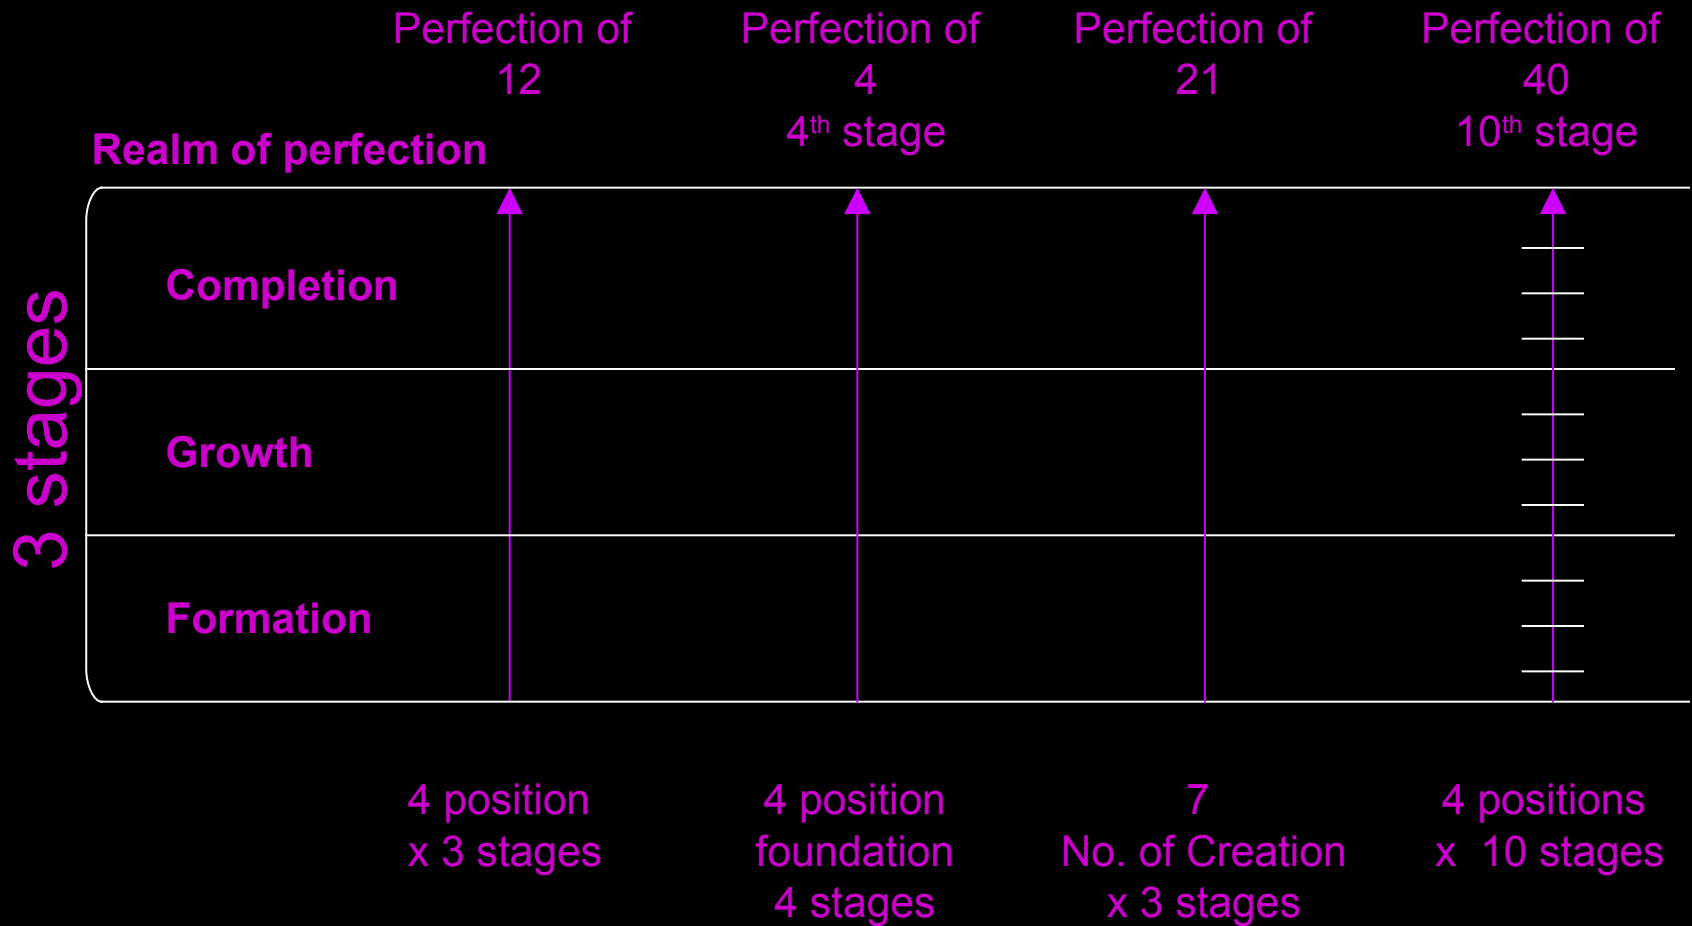 Perfection of
12
Perfection of
4
4th stage
Perfection of
21
Perfection of
40
10th stage
Realm of perfection
3 stages
Completion
Growth
Formation
4 position
x 3 stages
4 position
foundation
4 stages
7
No. of Creation
x 3 stages
4 positions
x 10 stages